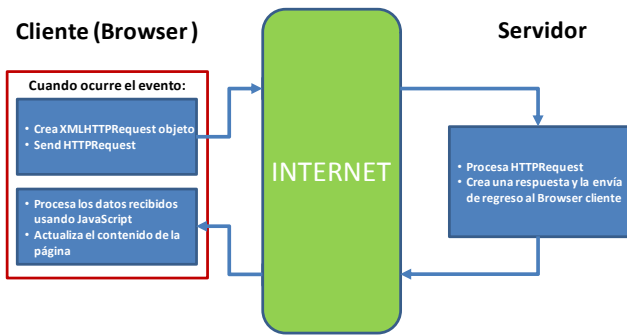 Cliente (Browser)
Servidor
Cuando ocurre el evento:
• Crea XMLHTTPRequest objeto
• Send HTTPRequest
• Procesa los datos recibidos
usando JavaScript
• Actualiza el contenido de la
página
INTERNET
• Procesa HTTPRequest
• Crea una respuesta y la envía
de regreso al Browser cliente